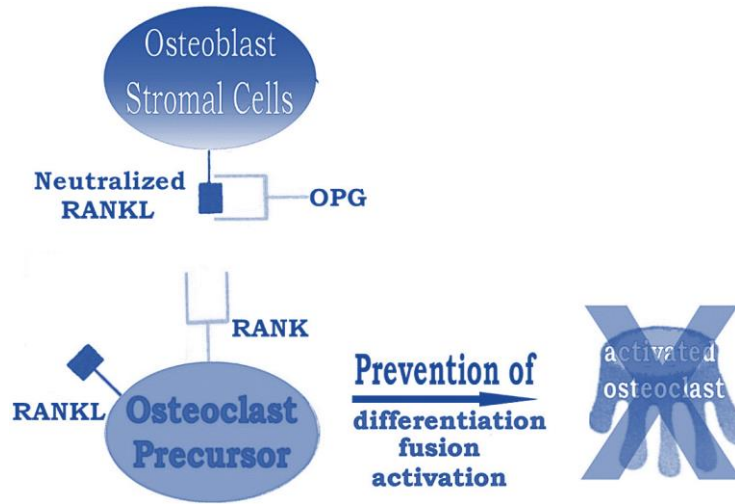 Osteoblast
Stromal Cells
Neutralized
RANKL
OPG
RANK
RANKL
Osteoclast
Precursor
Prevention of
differentiation
fusion
activation
activated
osteoclast